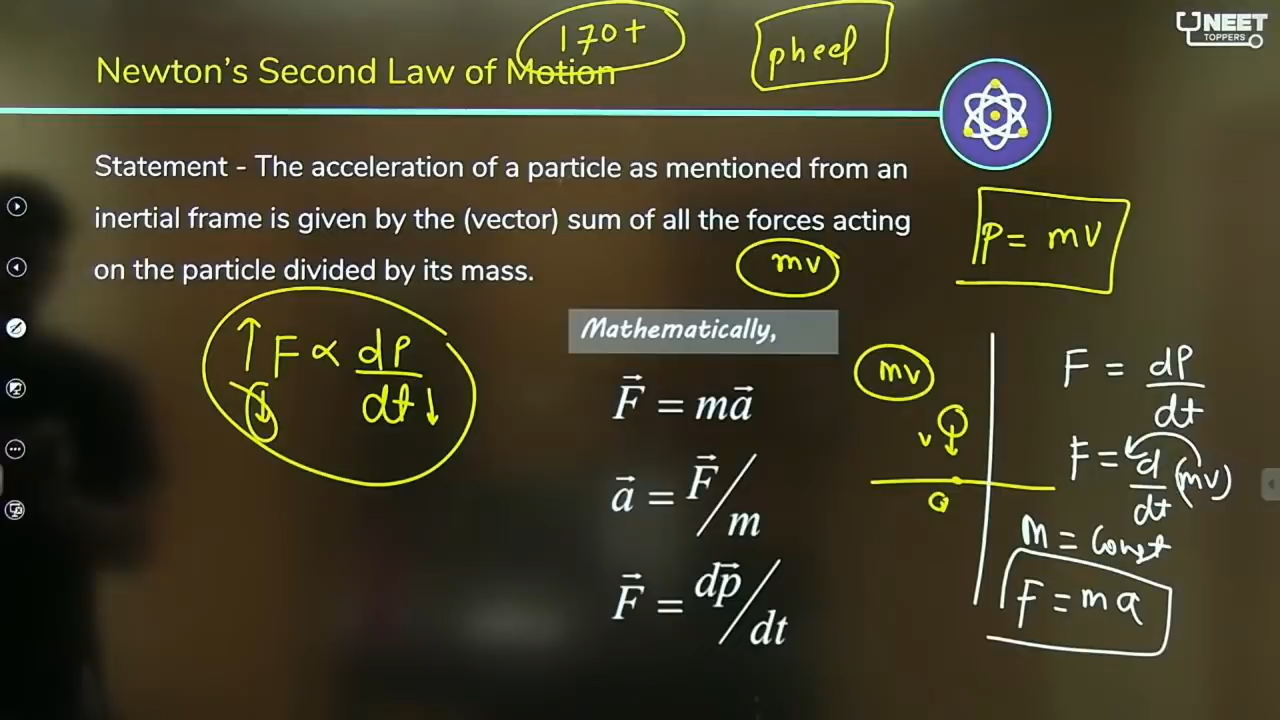 170+
pheel
NEET
TOPPERS
Newton's Second Law of Motion
Statement - The acceleration of a particle as mentioned from an
inertial frame is given by the (vector) sum of all the forces acting
on the particle divided by its mass.
p = mv
mv
↑ F ∝ dp/dt ↓
↓
Mathematically,
F⃗ = ma⃗
a⃗ = F⃗/m
F⃗ = dp⃗/dt
mv
v
F = dP/dt
F = d/dt (mv)
M = Const
F = ma